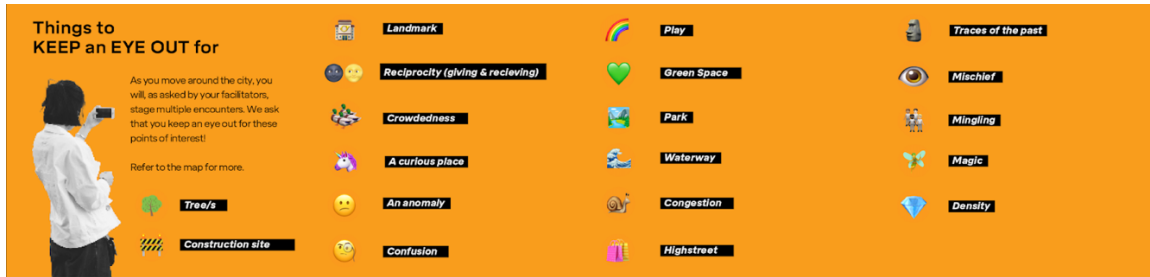 Things to
KEEP an EYE OUT for
As you move around the city, you
will, as asked by your facilitators,
stage multiple encounters. We ask
that you keep an eye out for these
points of interest!
Refer to the map for more.
Tree/s
Construction site
Landmark
Reciprocity (giving & recieving)
Crowdedness
A curious place
An anomaly
Confusion
Play
Green Space
Park
Waterway
Congestion
Highstreet
Traces of the past
Mischief
Mingling
Magic
Density